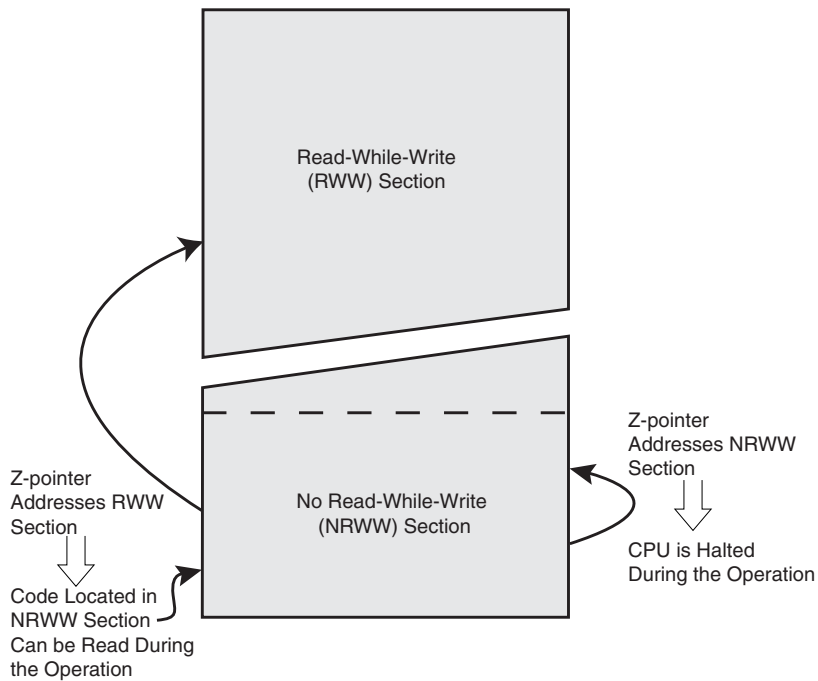 Read-While-Write
(RWW) Section
Z-pointer
Addresses NRWW
Section
CPU is Halted
During the Operation
No Read-While-Write
(NRWW) Section
Z-pointer
Addresses RWW
Section
Code Located in
NRWW Section
Can be Read During
the Operation